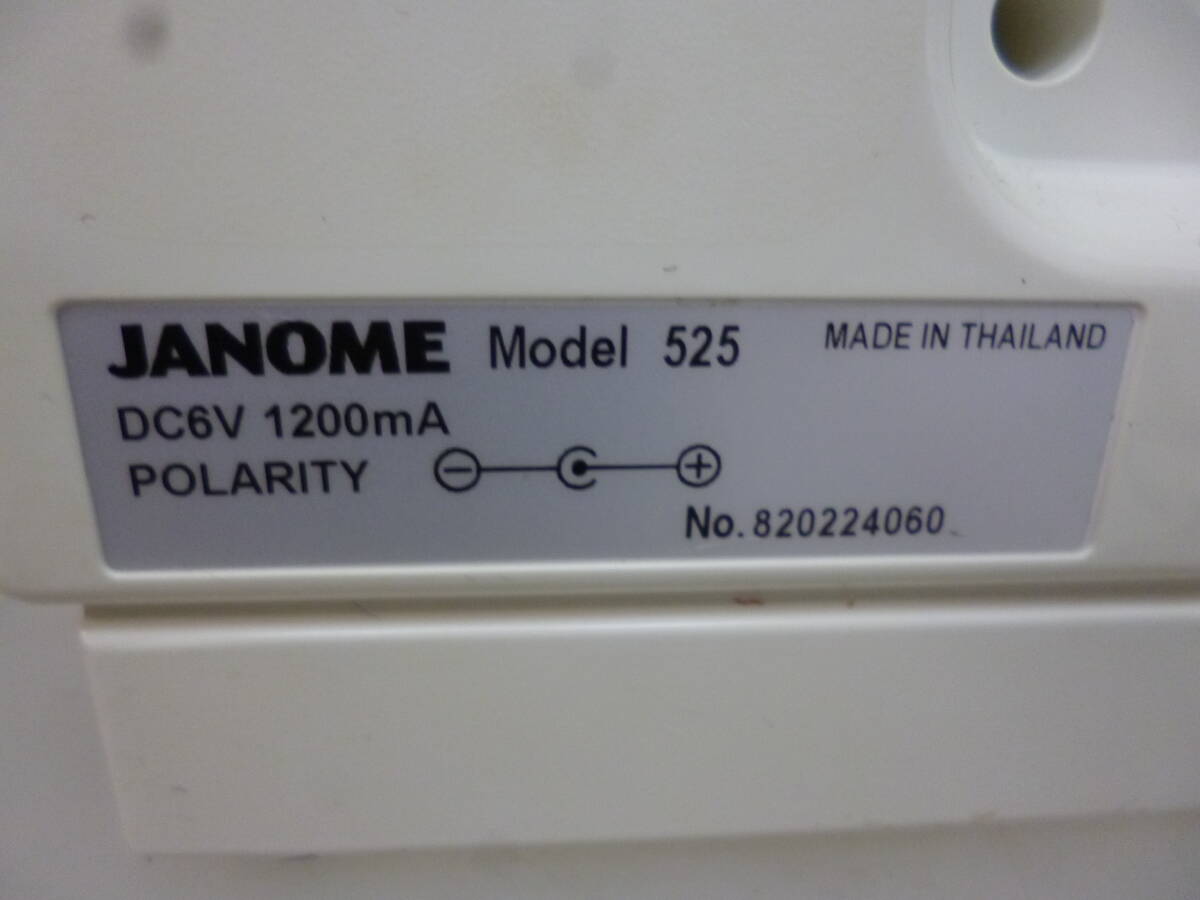 JANOME Model 525 MADE IN THAILAND
DC6V 1200mA
POLARITY
No. 820224060